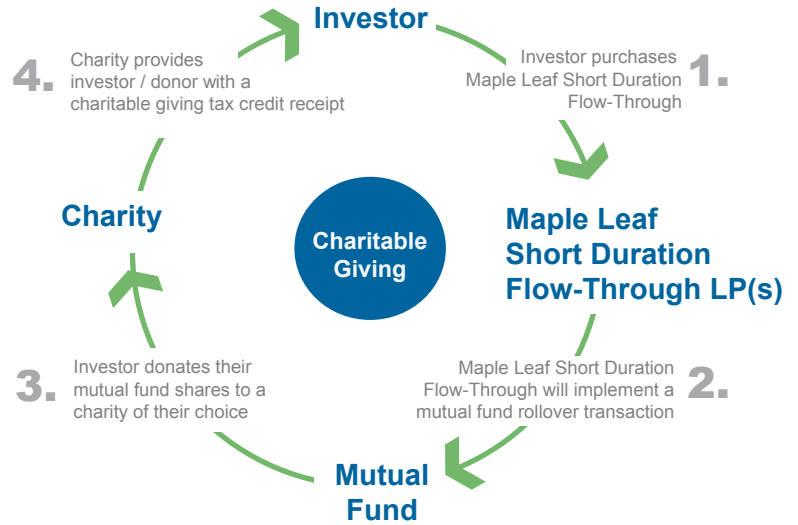 Investor
1.
Investor purchases
Maple Leaf Short Duration
Flow-Through
Maple Leaf
Short Duration
Flow-Through LP(s)
2.
Maple Leaf Short Duration
Flow-Through will implement a
mutual fund rollover transaction
Mutual
Fund
3.
Investor donates their
mutual fund shares to a
charity of their choice
Charity
4.
Charity provides
investor / donor with a
charitable giving tax credit receipt
Charitable
Giving